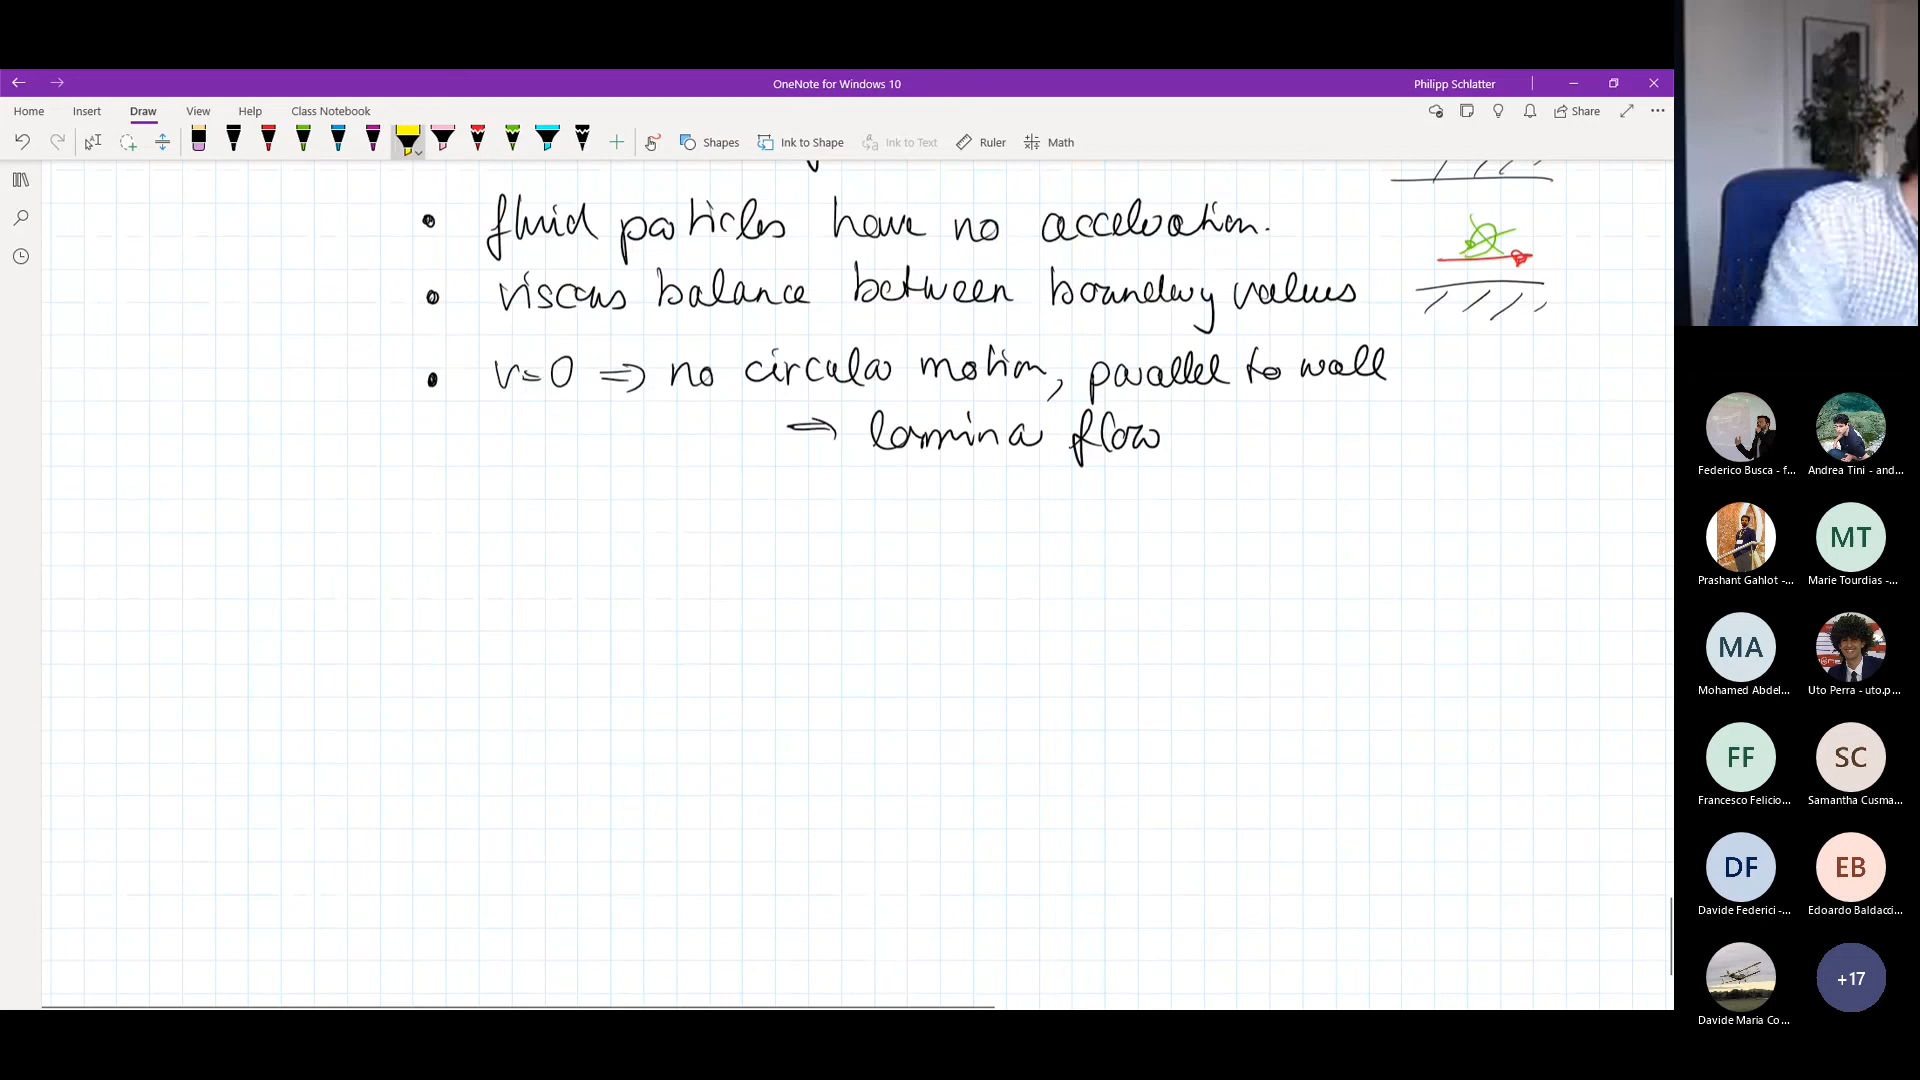 OneNote for Windows 10
Philipp Schlatter
Home Insert Draw View Help Class Notebook
Share
Shapes Ink to Shape Ink to Text Ruler Math
• fluid particles have no acceleration.
• viscous balance between boundary values
• v=0 ⇒ no circular motion, parallel to wall
⇒ laminar flow
Federico Busca - f... Andrea Tini - and...
MT
Prashant Gahlot -... Marie Tourdias -...
MA
Mohamed Abdel... Uto Perra - uto.p...
FF SC
Francesco Felicio... Samantha Cusma...
DF EB
Davide Federici -... Edoardo Baldacci...
+17
Davide Maria Co...